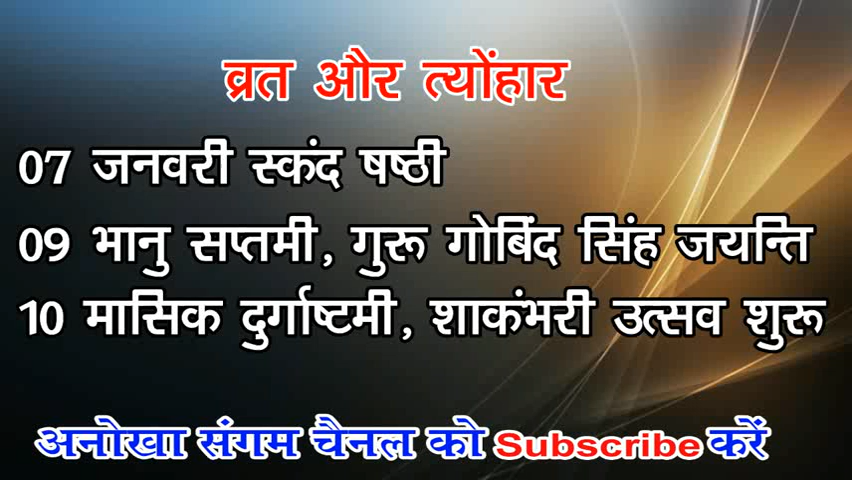 व्रत और त्योंहार
07 जनवरी स्कंद षष्ठी
09 भानु सप्तमी, गुरू गोबिंद सिंह जयन्ति
10 मासिक दुर्गाष्टमी, शाकंभरी उत्सव शुरू
अनोखा संगम चैनल को Subscribe करें